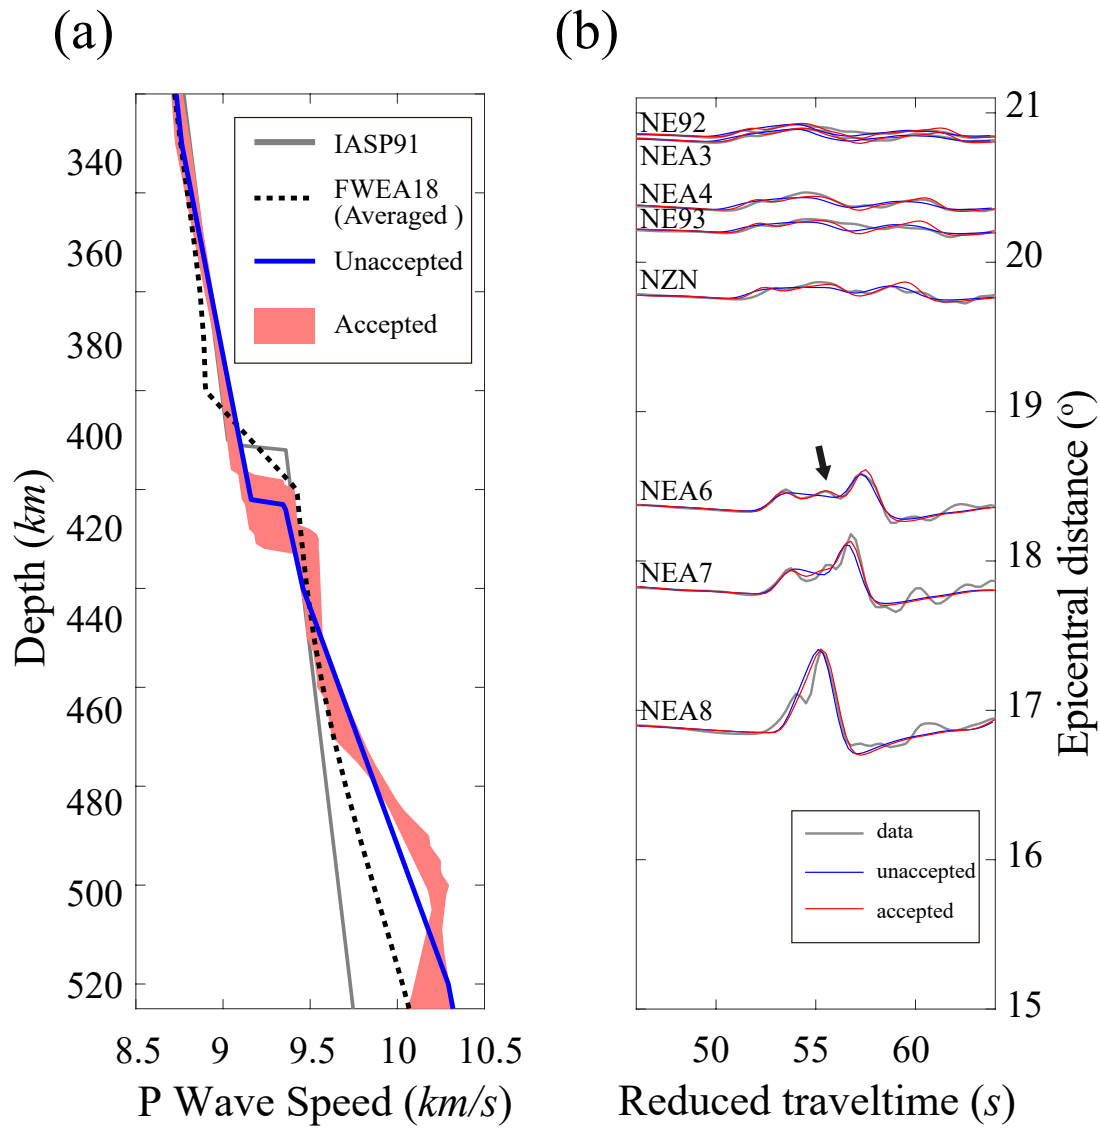 (a)
IASP91
FWEA18
(Averaged )
Unaccepted
Accepted
340
360
380
400
420
440
460
480
500
520
Depth (km)
8.5
9
9.5
10
10.5
P Wave Speed (km/s)
(b)
NE92
NEA3
NEA4
NE93
NZN
NEA6
NEA7
NEA8
data
unaccepted
accepted
21
20
19
18
17
16
15
Epicentral distance (º)
50
55
60
Reduced traveltime (s)